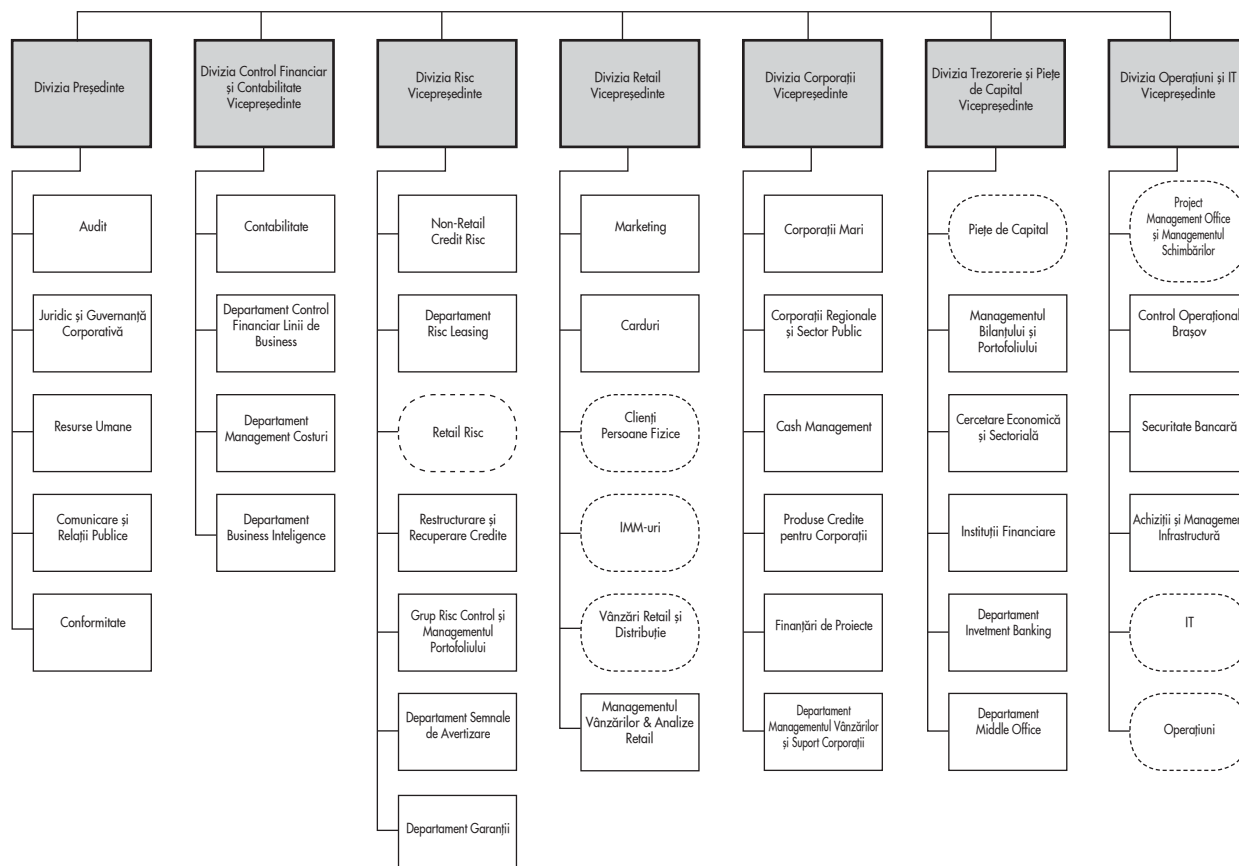 Divizia Președinte
Divizia Control Financiar
și Contabilitate
Vicepreședinte
Divizia Risc
Vicepreședinte
Divizia Retail
Vicepreședinte
Divizia Corporații
Vicepreședinte
Divizia Trezorerie și Piețe
de Capital
Vicepreședinte
Divizia Operațiuni și IT
Vicepreședinte
Audit
Juridic și Guvernanță
Corporativă
Resurse Umane
Comunicare și
Relații Publice
Conformitate
Contabilitate
Departament Control
Financiar Linii de
Business
Departament
Management Costuri
Departament
Business Inteligence
Non-Retail
Credit Risc
Departament
Risc Leasing
Retail Risc
Restructurare și
Recuperare Credite
Grup Risc Control și
Managementul
Portofoliului
Departament Semnale
de Avertizare
Departament Garanții
Marketing
Carduri
Clienți
Persoane Fizice
IMM-uri
Vânzări Retail și
Distribuție
Managementul
Vânzărilor & Analize
Retail
Corporații Mari
Corporații Regionale
și Sector Public
Cash Management
Produse Credite
pentru Corporații
Finanțări de Proiecte
Departament
Managementul Vânzărilor
și Suport Corporații
Piețe de Capital
Managementul
Bilanțului și
Portofoliului
Cercetare Economică
și Sectorială
Instituții Financiare
Departament
Invetment Banking
Departament
Middle Office
Project
Management Office
și Managementul
Schimbărilor
Control Operațional
Brașov
Securitate Bancară
Achiziții și Management
Infrastructură
IT
Operațiuni